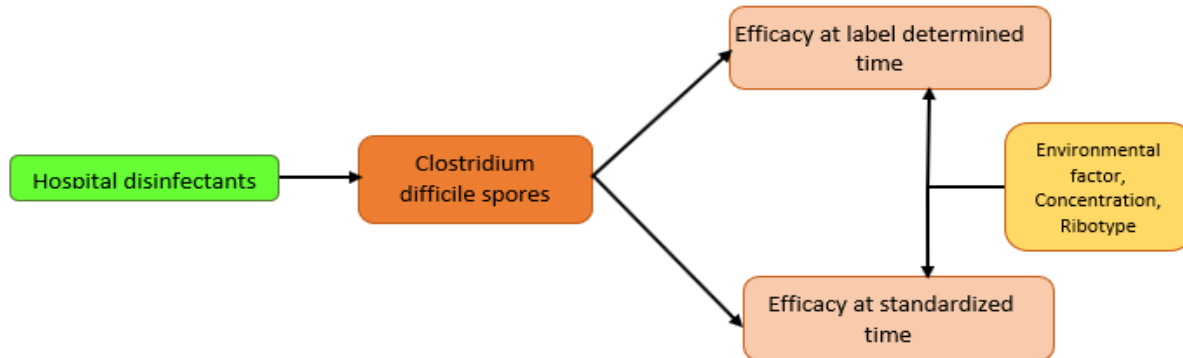 Efficacy at label determined
time
Hospital disinfectants
Clostridium
difficile spores
Environmental
factor,
Concentration,
Ribotype
Efficacy at standardized
time